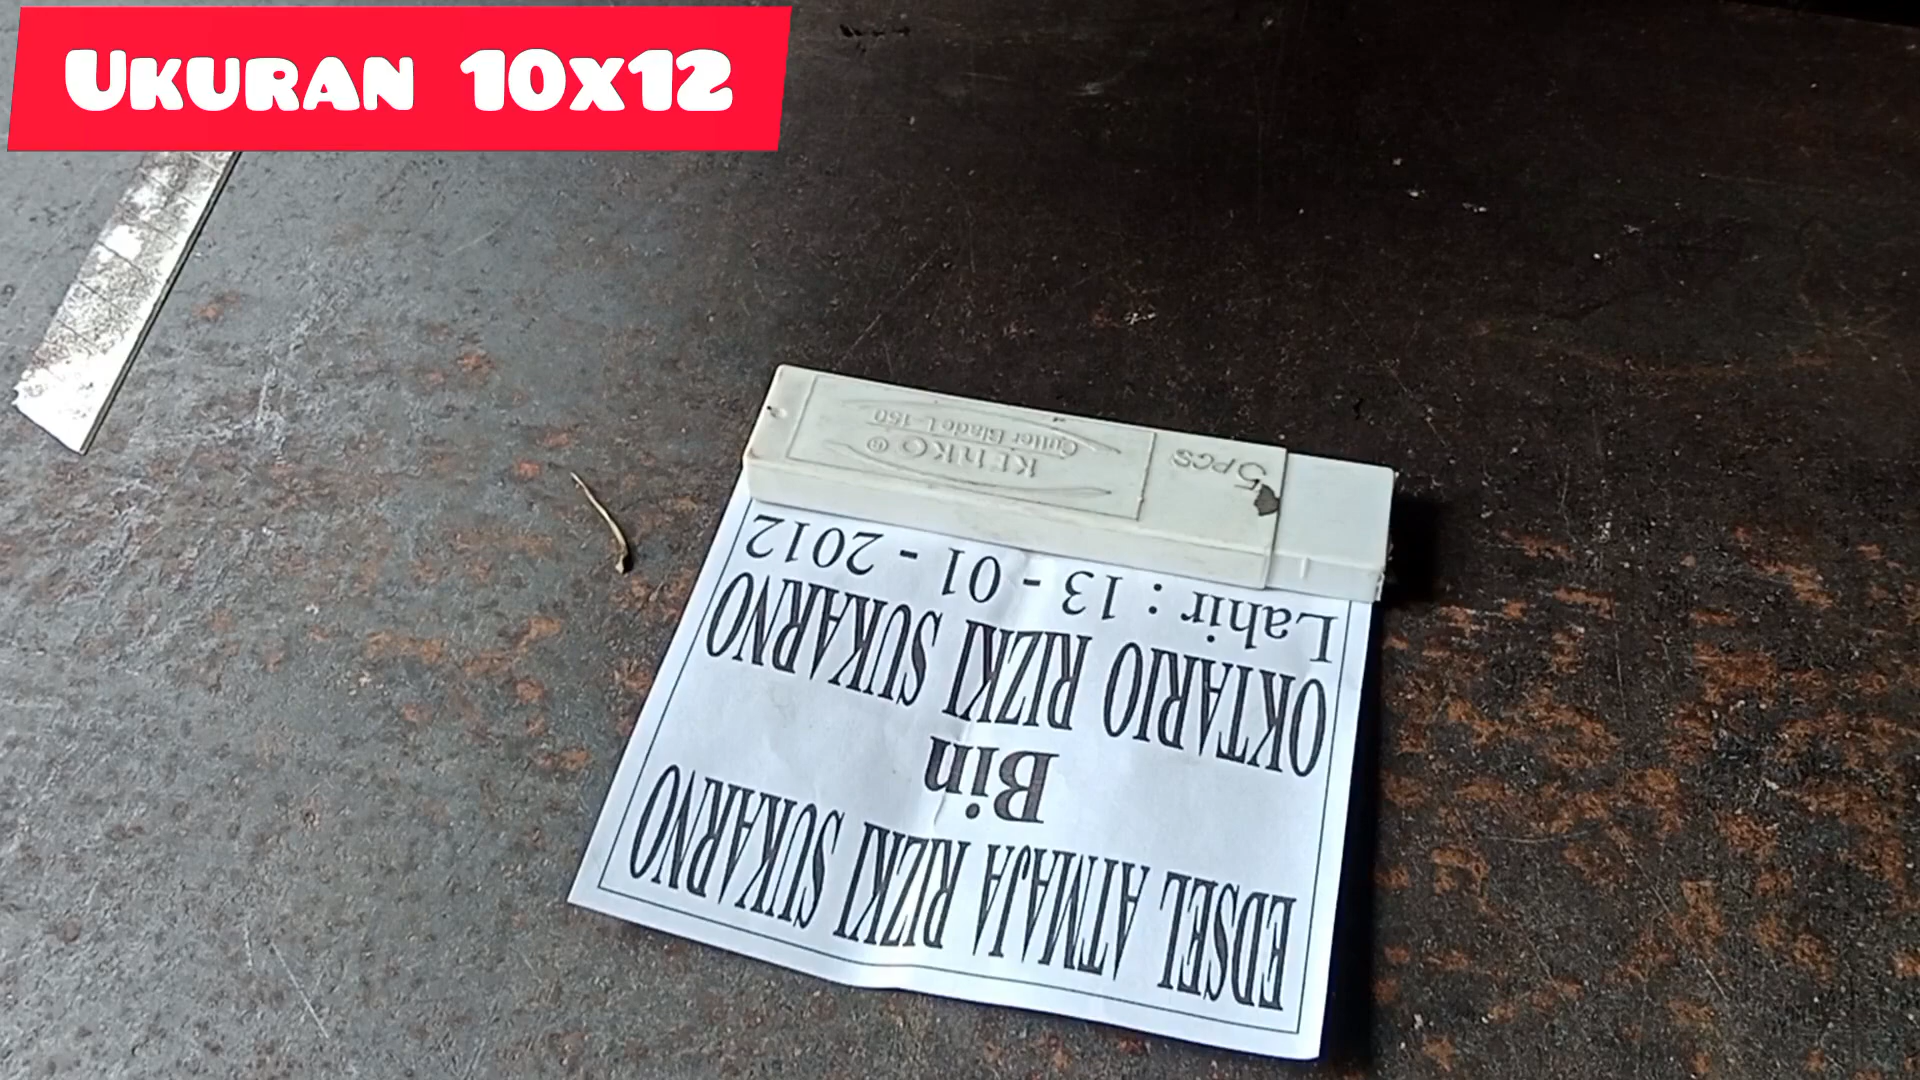 UKURAN 10x12
EDSEL ATMAJA RIZKI SUKARNO
Bin
OKTARIO RIZKI SUKARNO
Lahir : 13 - 01 - 2012
KENKO ®
Cutter Blade L-150
5 PCS